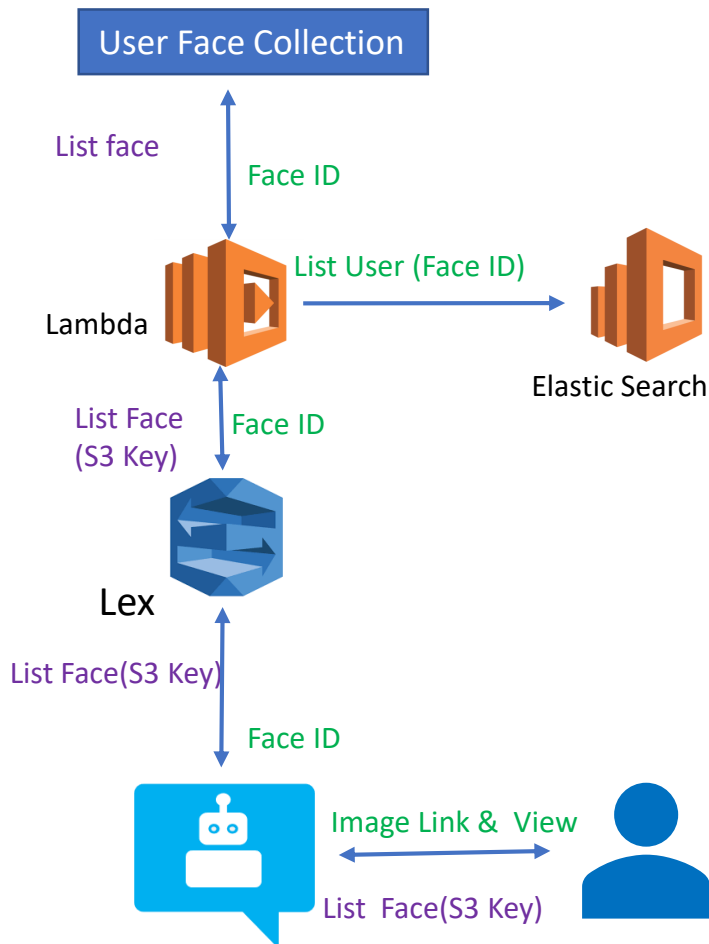 User Face Collection
List face
Face ID
List User (Face ID)
Lambda
Elastic Search
List Face
(S3 Key)
Face ID
Lex
List Face(S3 Key)
Face ID
Image Link & View
List Face(S3 Key)